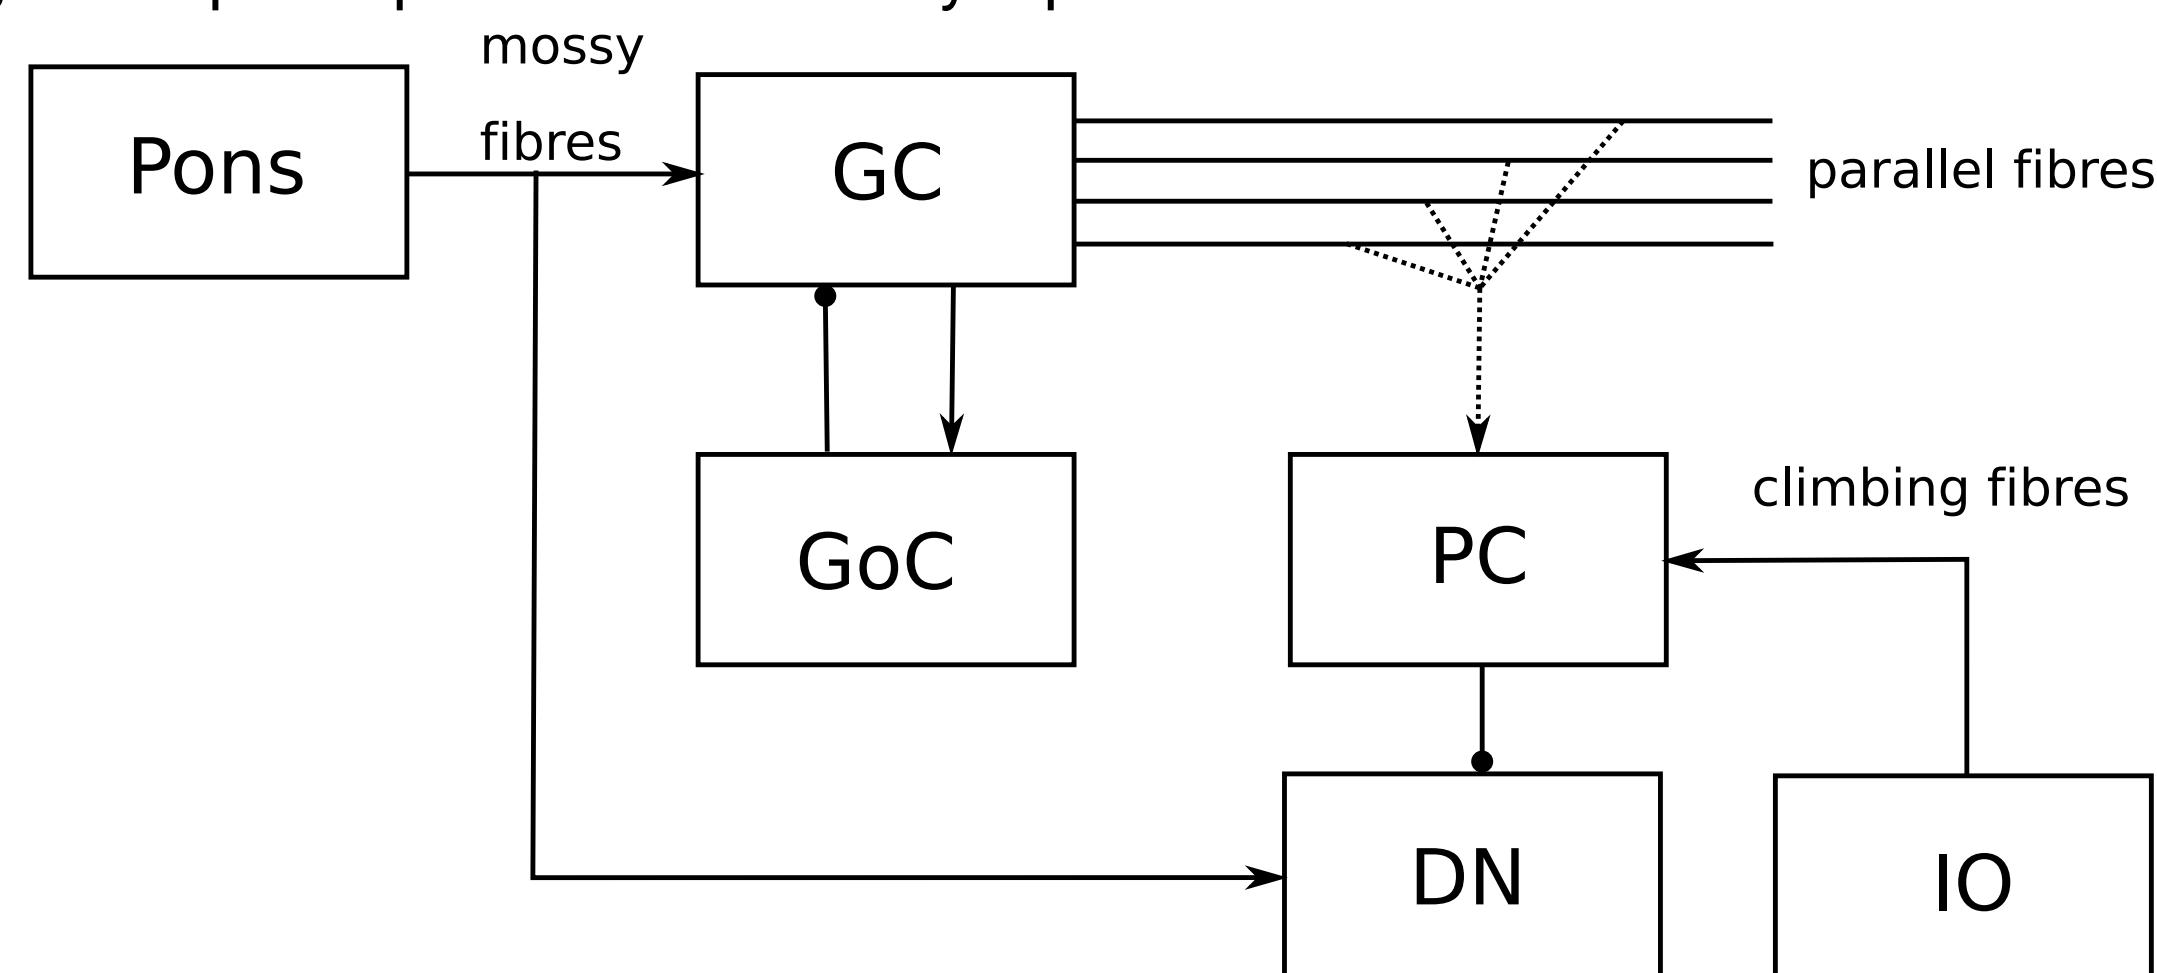 mossy
fibres
Pons
GC
parallel fibres
climbing fibres
GoC
PC
DN
IO